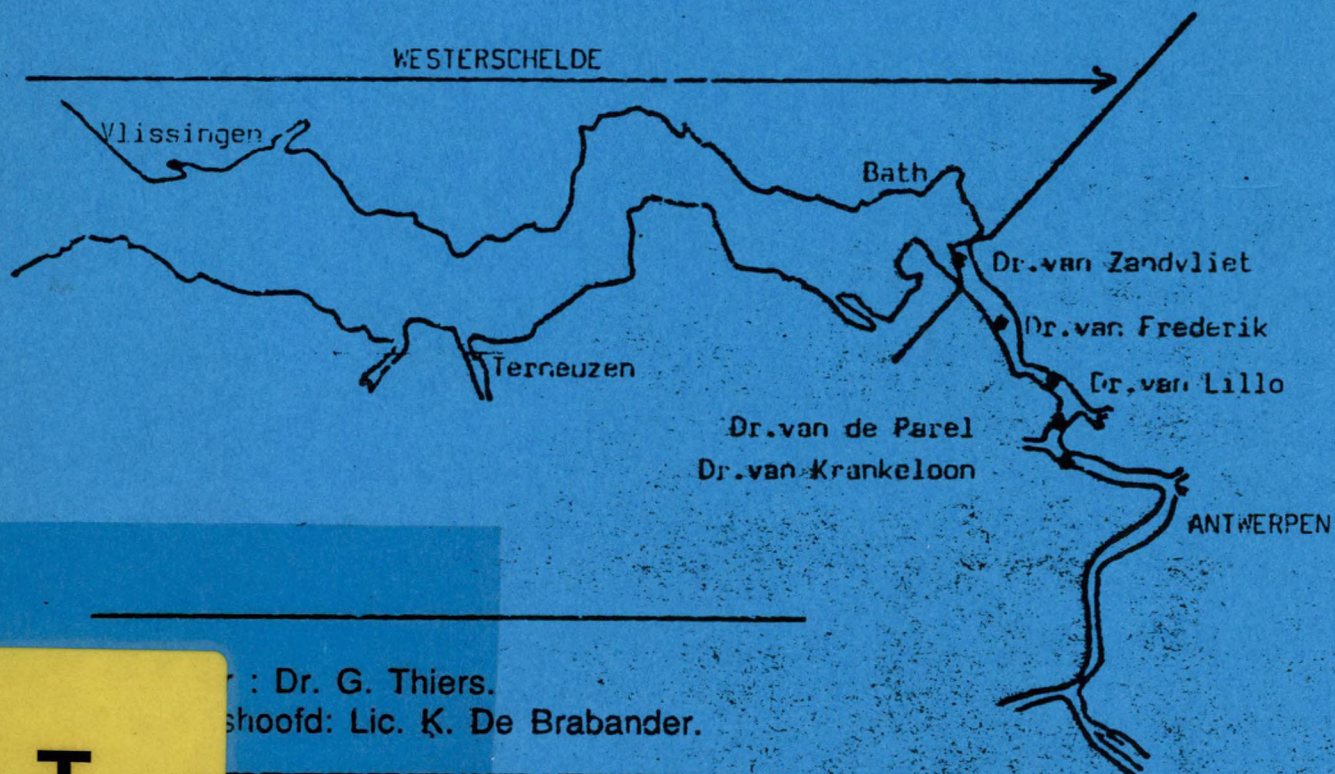 WESTERSCHELDE
Vlissingen
Bath
Dr.van Zandvliet
Dr.van Frederik
Dr.van Lillo
Terneuzen
Dr.van de Parel
Dr.van Krankeloon
ANTWERPEN
: Dr. G. Thiers.
shoofd: Lic. K. De Brabander.
T